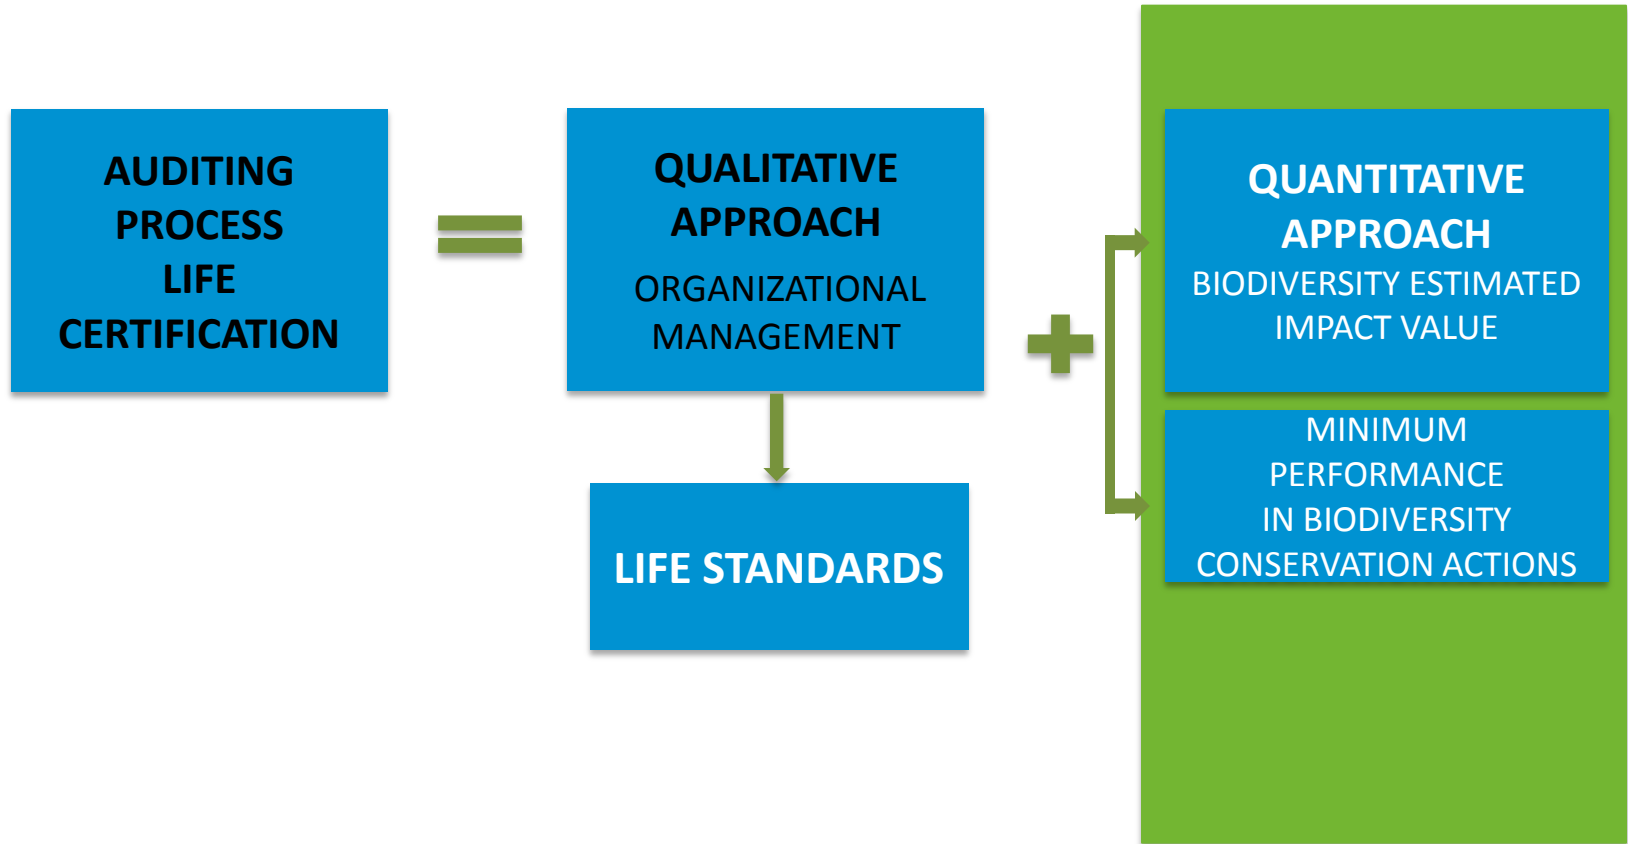 AUDITING
PROCESS
LIFE
CERTIFICATION
QUALITATIVE
APPROACH
ORGANIZATIONAL
MANAGEMENT
LIFE STANDARDS
QUANTITATIVE
APPROACH
BIODIVERSITY ESTIMATED
IMPACT VALUE
MINIMUM
PERFORMANCE
IN BIODIVERSITY
CONSERVATION ACTIONS